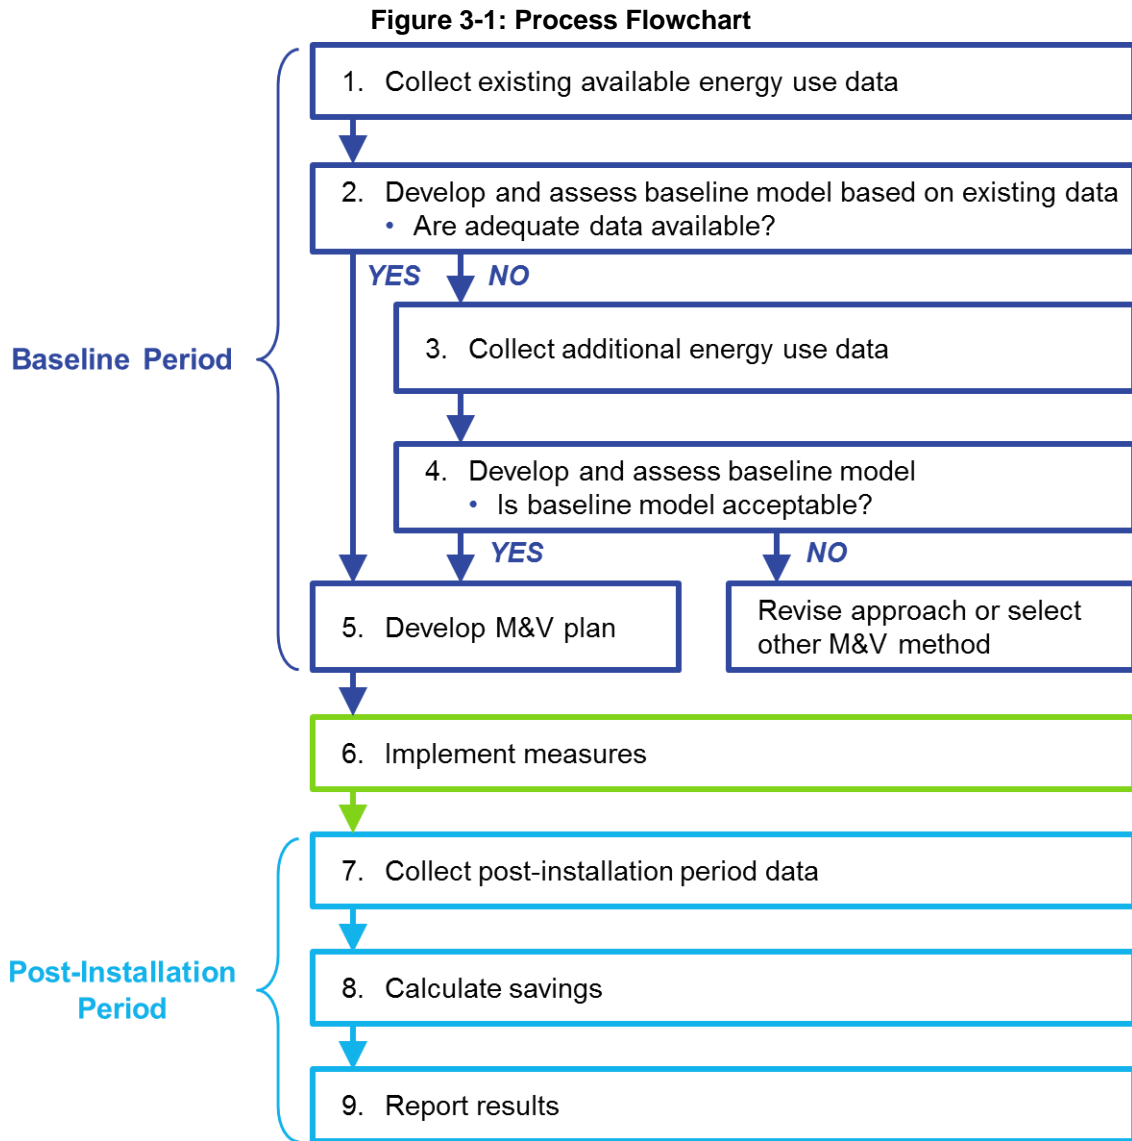 Figure 3-1: Process Flowchart
1. Collect existing available energy use data
2. Develop and assess baseline model based on existing data
• Are adequate data available?
YES NO
3. Collect additional energy use data
Baseline Period
4. Develop and assess baseline model
• Is baseline model acceptable?
YES NO
5. Develop M&V plan
Revise approach or select
other M&V method
6. Implement measures
7. Collect post-installation period data
Post-Installation
Period
8. Calculate savings
9. Report results